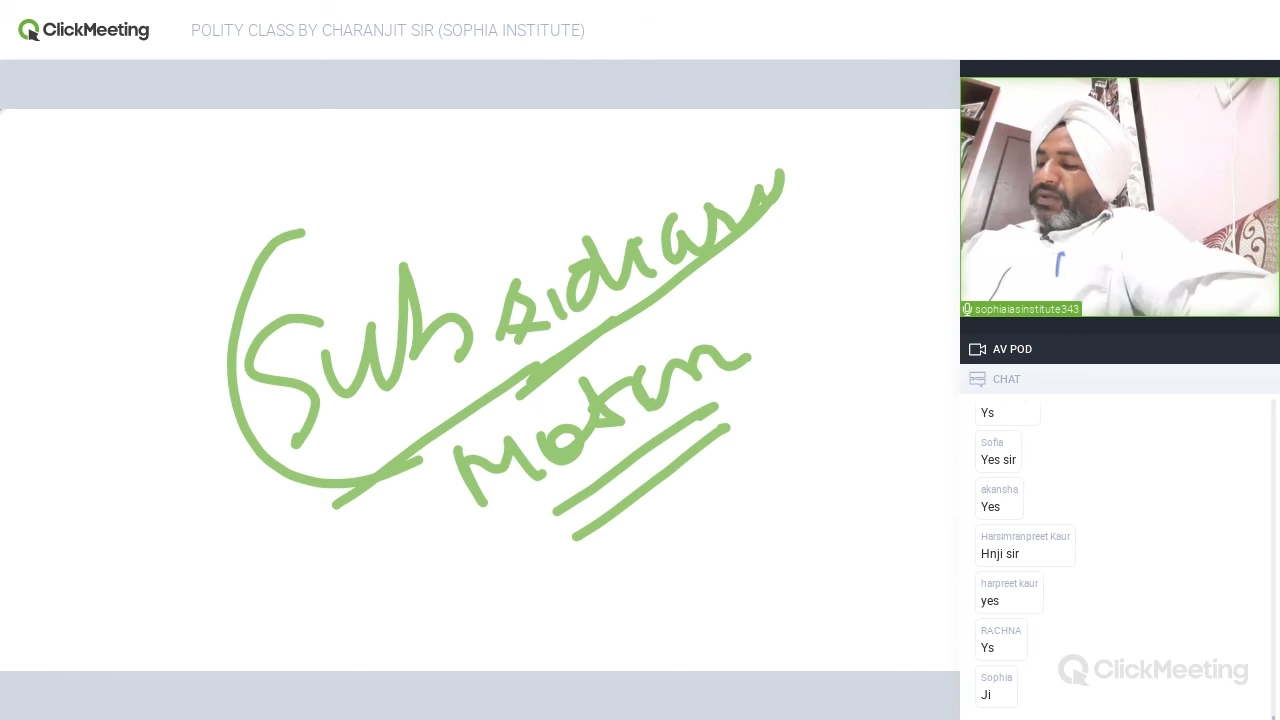 ClickMeeting
POLITY CLASS BY CHARANJIT SIR (SOPHIA INSTITUTE)
Subsidiary
Motion
sophiaiasinstitute343
AV POD
CHAT
Ys
Sofia
Yes sir
akansha
Yes
Harsimranpreet Kaur
Hnji sir
harpreet kaur
yes
RACHNA
Ys
Sophia
Ji
ClickMeeting